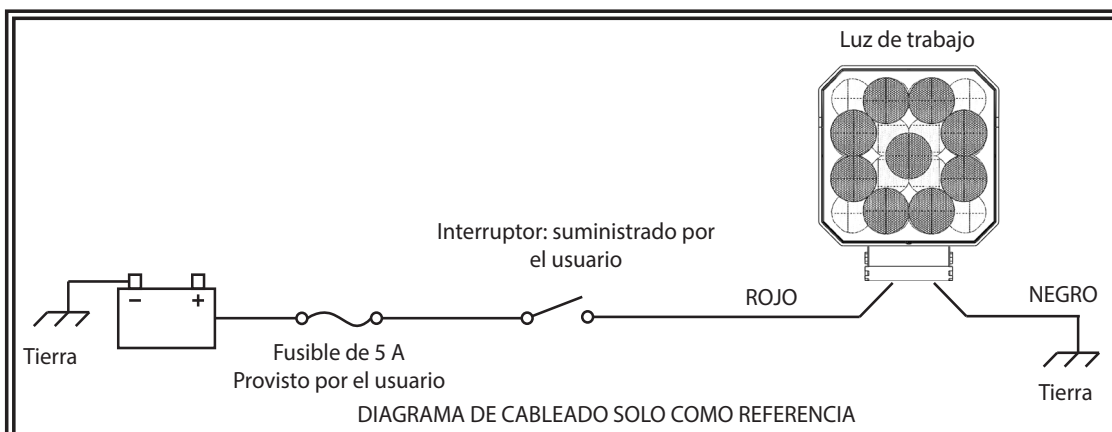 Luz de trabajo
Interruptor: suministrado por
el usuario
ROJO
NEGRO
− +
Tierra
Fusible de 5 A
Provisto por el usuario
Tierra
DIAGRAMA DE CABLEADO SOLO COMO REFERENCIA